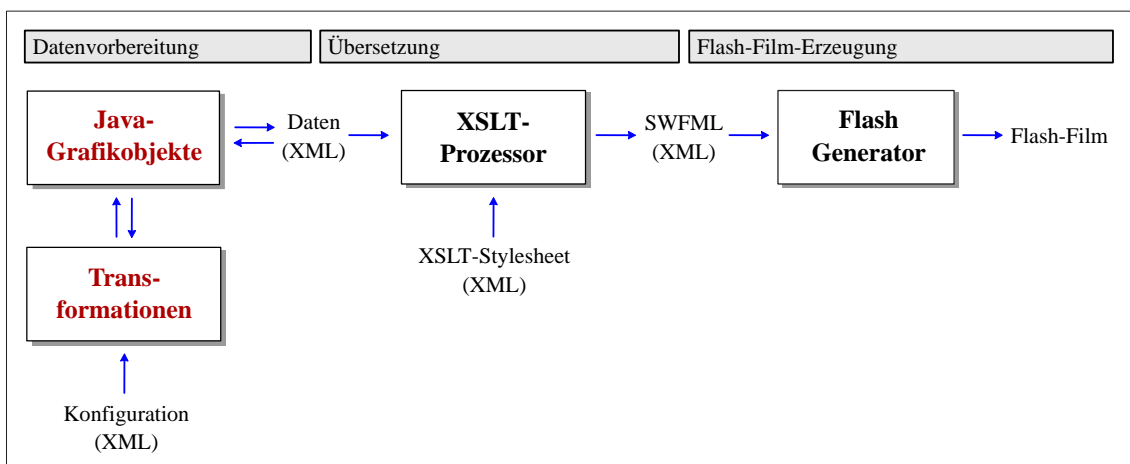 Datenvorbereitung
Übersetzung
Flash-Film-Erzeugung
Java-
Grafikobjekte
Daten
(XML)
XSLT-
Prozessor
SWFML
(XML)
Flash
Generator
Flash-Film
Trans-
formationen
XSLT-Stylesheet
(XML)
Konfiguration
(XML)